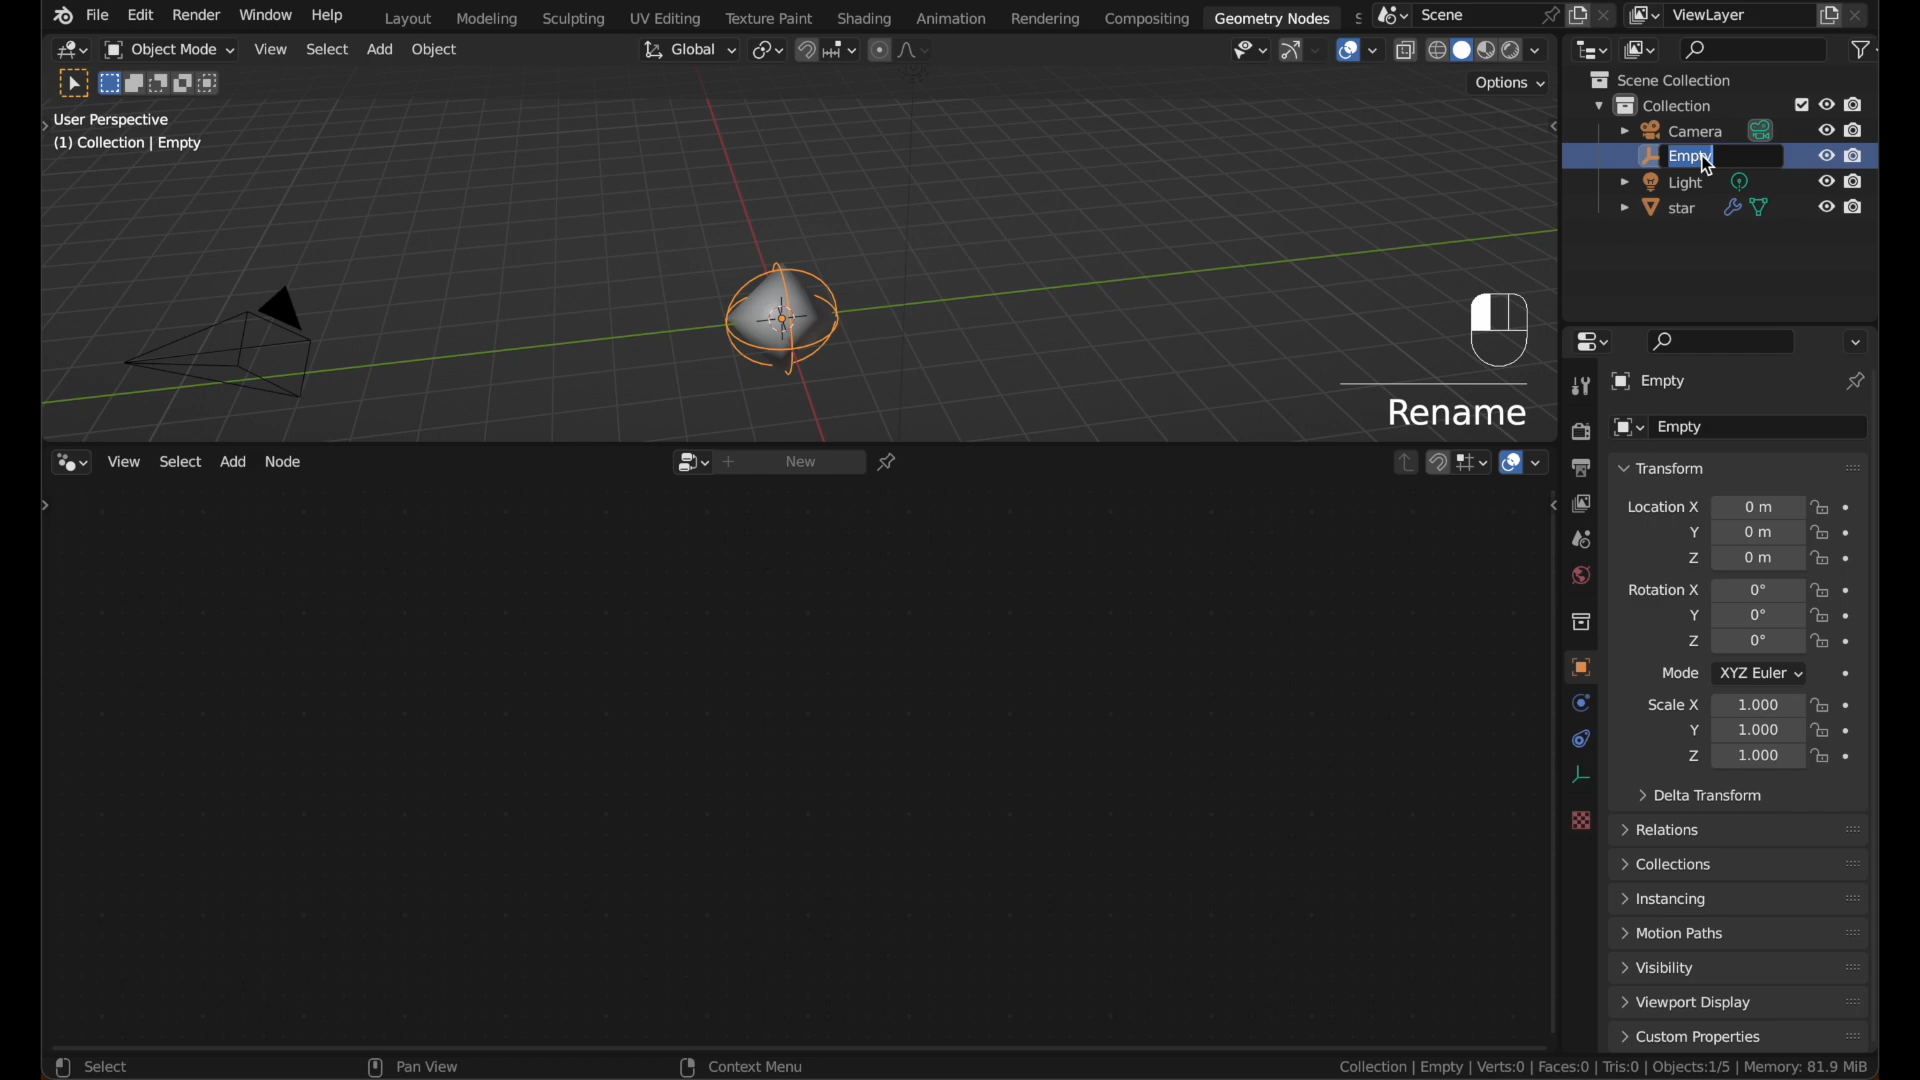 File Edit Render Window Help Layout Modeling Sculpting UV Editing Texture Paint Shading Animation Rendering Compositing Geometry Nodes Scene ViewLayer
Object Mode View Select Add Object Global
Options
User Perspective
(1) Collection | Empty
Scene Collection
Collection
Camera
Empty
Light
star
Rename
Empty
Empty
Transform
Location X 0 m
Y 0 m
Z 0 m
Rotation X 0°
Y 0°
Z 0°
Mode XYZ Euler
Scale X 1.000
Y 1.000
Z 1.000
Delta Transform
Relations
Collections
Instancing
Motion Paths
Visibility
Viewport Display
Custom Properties
View Select Add Node New
Select Pan View Context Menu Collection | Empty | Verts:0 | Faces:0 | Tris:0 | Objects:1/5 | Memory: 81.9 MiB